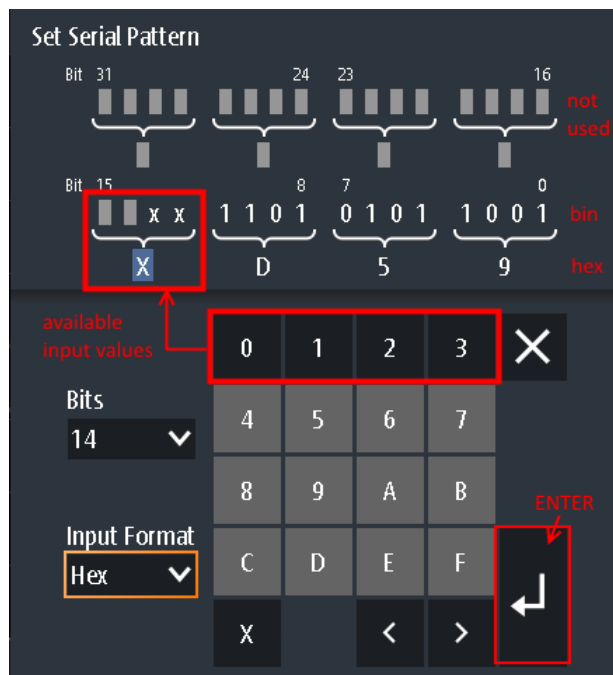 Set Serial Pattern
Bit 31 24 23 16
not
used
Bit 15 8 7 0
x x 1 1 0 1 0 1 0 1 1 0 0 1 bin
X D 5 9 hex
available
input values
0 1 2 3 X
Bits
14
4 5 6 7
8 9 A B
ENTER
Input Format
Hex
C D E F
X < >